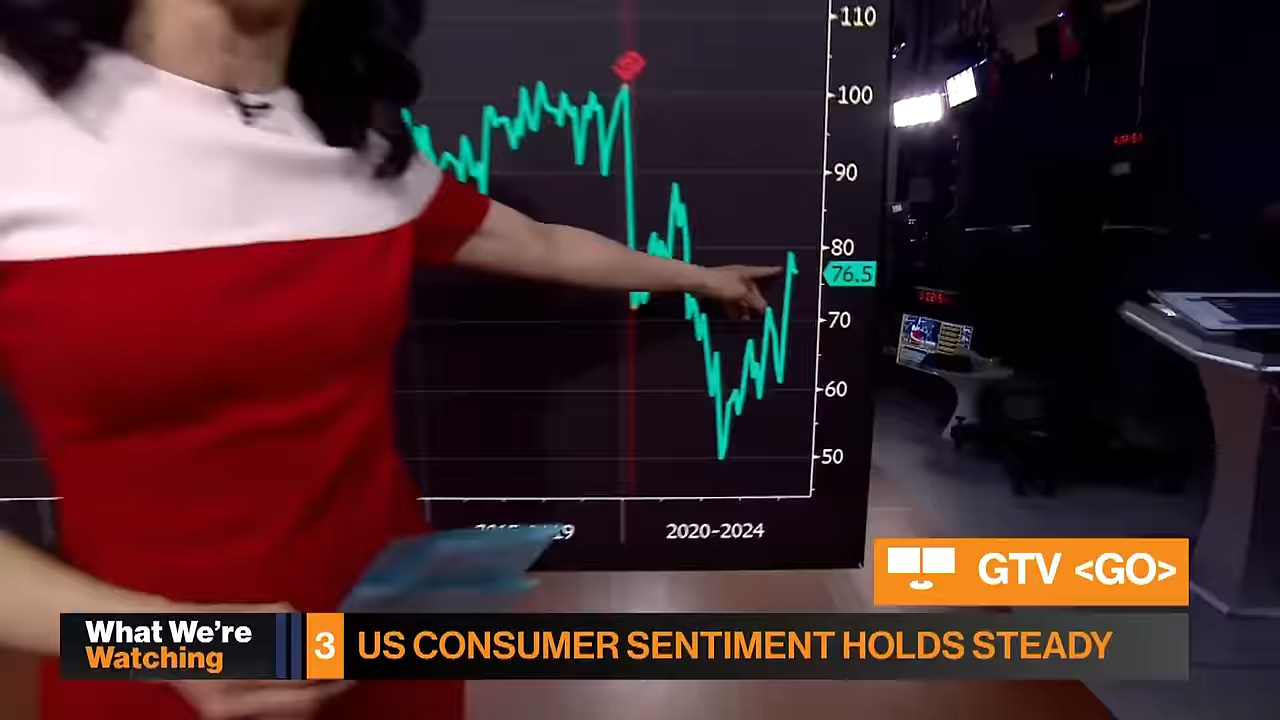 110
100
90
80
76.5
70
60
50
2020-2024
GTV <GO>
What We're
Watching
3 US CONSUMER SENTIMENT HOLDS STEADY